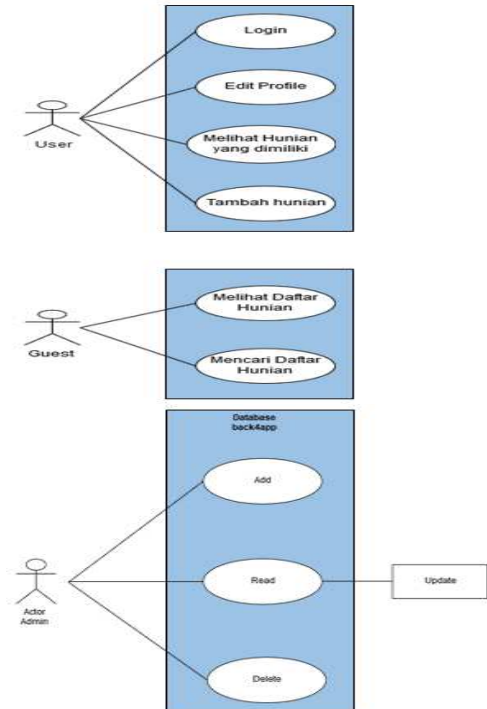 Login
Edit Profile
User
Melihat Hunian
yang dimiliki
Tambah hunian
Melihat Daftar
Hunian
Guest
Mencari Daftar
Hunian
Database
back4app
Add
Read
Update
Actor
Admin
Delete